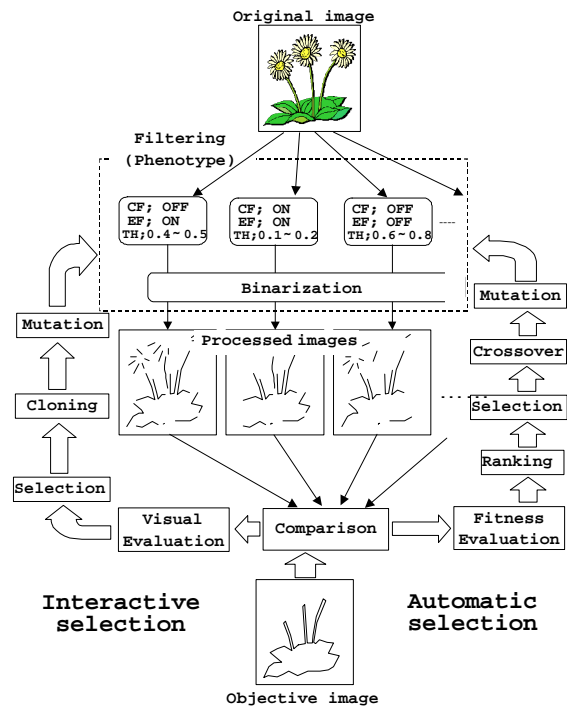 Original image
Filtering
(Phenotype)
CF; OFF
EF; ON
TH;0.4~0.5
CF; ON
EF; ON
TH;0.1~0.2
CF; OFF
EF; OFF
TH;0.6~0.8
Binarization
Processed images
Mutation
Cloning
Selection
Visual
Evaluation
Comparison
Fitness
Evaluation
Ranking
Selection
Crossover
Mutation
Interactive
selection
Automatic
selection
Objective image